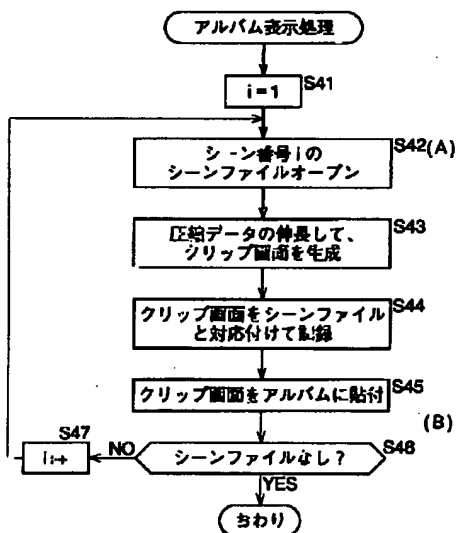 アルバム表示処理
S41
i=1
S42(A)
シーン番号iの
シーンファイルオープン
S43
圧縮データの伸長して、
クリップ画面を生成
S44
クリップ画面をシーンファイル
と対応付けて記録
S45
クリップ画面をアルバムに貼付
(B)
S46
シーンファイルなし?
NO
S47
i++
YES
おわり